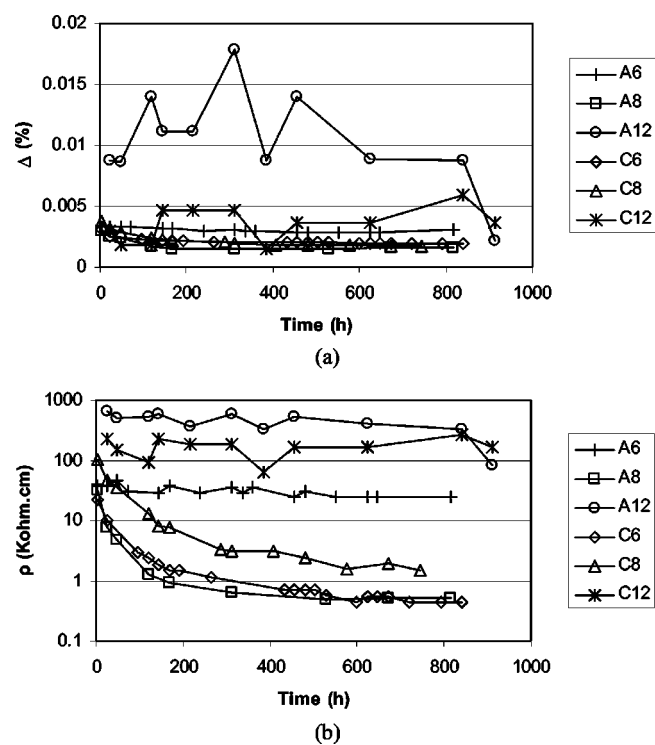 0.02
0.015
0.01
0.005
0
Δ (%)
0 200 400 600 800 1000
Time (h)
A6
A8
A12
C6
C8
C12
(a)
1000
100
10
1
0.1
ρ (Kohm.cm)
0 200 400 600 800 1000
Time (h)
A6
A8
A12
C6
C8
C12
(b)